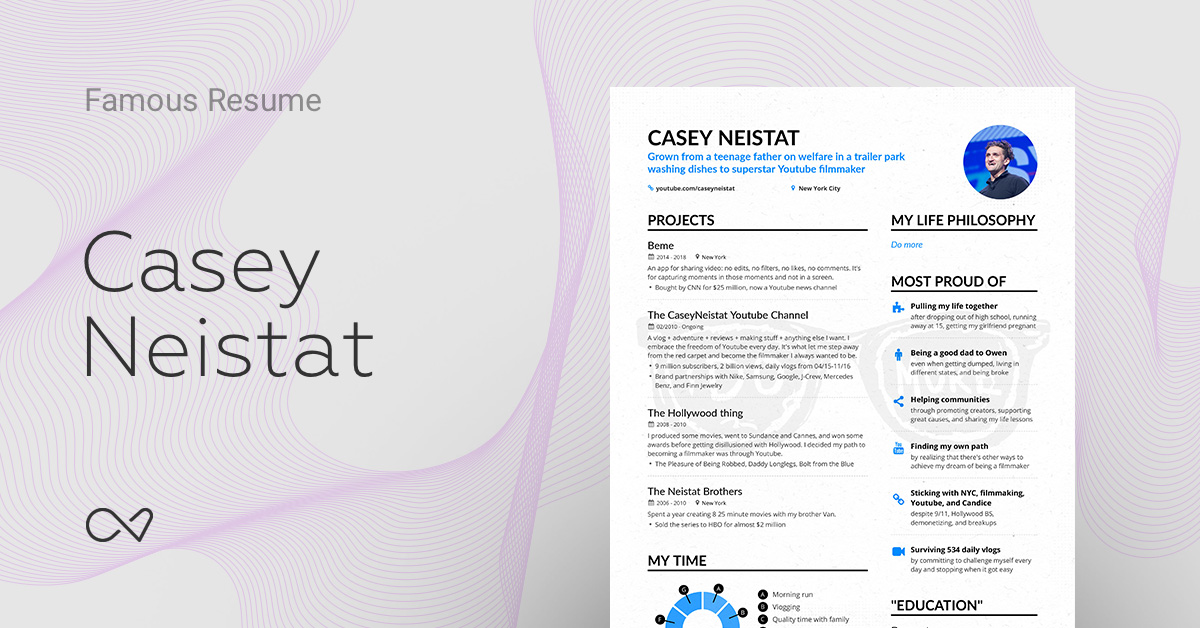 Famous Resume
Casey
Neistat
CASEY NEISTAT
Grown from a teenage father on welfare in a trailer park
washing dishes to superstar Youtube filmmaker
youtube.com/caseyneistat
New York City
PROJECTS
Beme
2014 - 2018 New York
An app for sharing video: no edits, no filters, no likes, no comments. It's
for capturing moments in those moments and not in a screen.
• Bought by CNN for $25 million, now a Youtube news channel
The CaseyNeistat Youtube Channel
02/2010 - Ongoing
A vlog + adventure + reviews + making stuff + anything else I want. I
embrace the freedom of Youtube every day. It's what let me step away
from the red carpet and become the filmmaker I always wanted to be.
• 9 million subscribers, 2 billion views, daily vlogs from 04/15-11/16
• Brand partnerships with Nike, Samsung, Google, J-Crew, Mercedes
Benz, and Finn Jewelry
The Hollywood thing
2008 - 2010
I produced some movies, went to Sundance and Cannes, and won some
awards before getting disillusioned with Hollywood. I decided my path to
becoming a filmmaker was through Youtube.
• The Pleasure of Being Robbed, Daddy Longlegs, Bolt from the Blue
The Neistat Brothers
2006 - 2010 New York
Spent a year creating 8 25 minute movies with my brother Van.
• Sold the series to HBO for almost $2 million
MY TIME
G
A
F
B
A Morning run
B Vlogging
C Quality time with family
MY LIFE PHILOSOPHY
Do more
MOST PROUD OF
Pulling my life together
after dropping out of high school, running
away at 15, getting my girlfriend pregnant
Being a good dad to Owen
even when getting dumped, living in
different states, and being broke
Helping communities
through promoting creators, supporting
great causes, and sharing my life lessons
You
Tube
Finding my own path
by realizing that there's other ways to
achieve my dream of being a filmmaker
Sticking with NYC, filmmaking,
Youtube, and Candice
despite 9/11, Hollywood BS,
demonetizing, and breakups
Surviving 534 daily vlogs
by committing to challenge myself every
day and stopping when it got easy
"EDUCATION"
DO
MORE